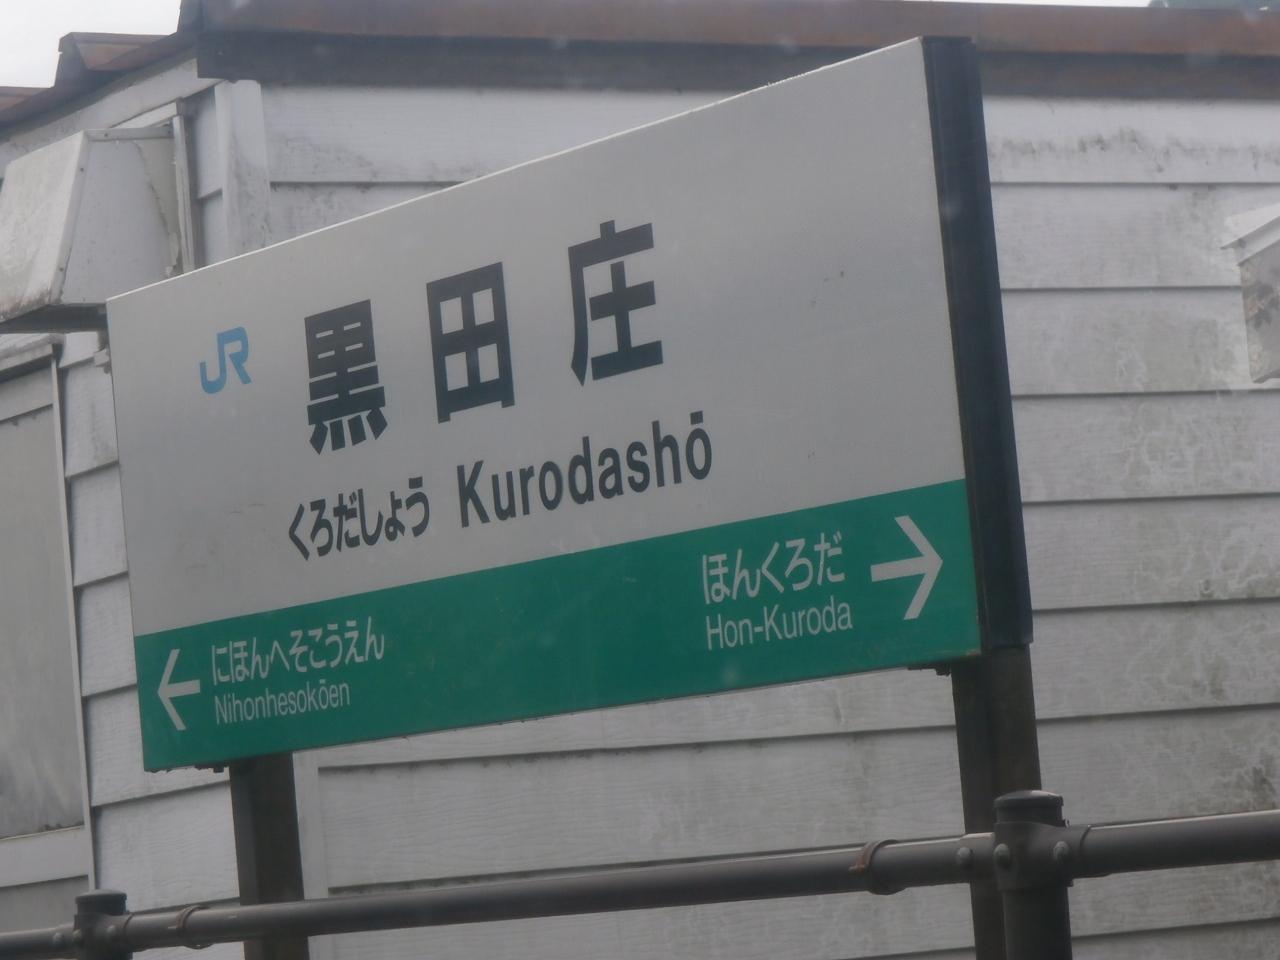 JR 黒田庄
くろだしょう Kurodashō
にほんへそこうえん
Nihonhesokōen
ほんくろだ
Hon-Kuroda